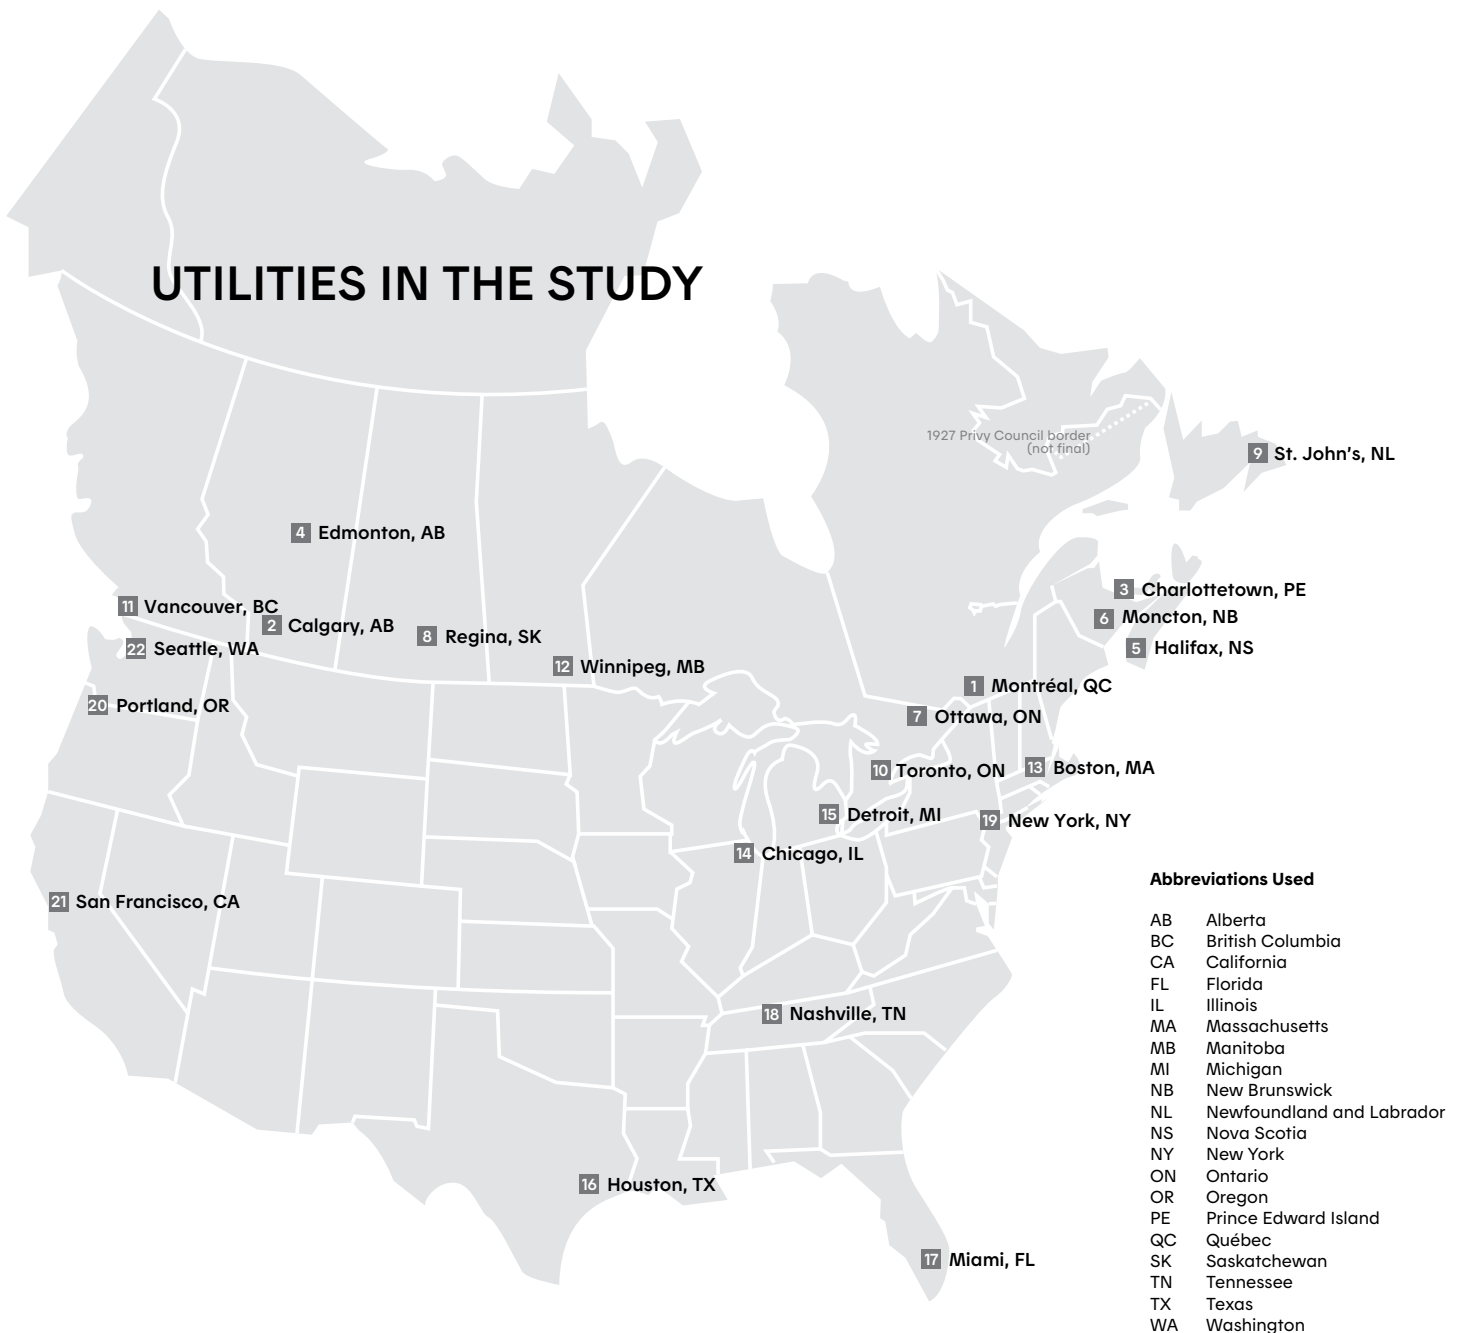 UTILITIES IN THE STUDY
1927 Privy Council border
(not final)
9 St. John's, NL
4 Edmonton, AB
3 Charlottetown, PE
11 Vancouver, BC
6 Moncton, NB
2 Calgary, AB
8 Regina, SK
22 Seattle, WA
5 Halifax, NS
12 Winnipeg, MB
1 Montréal, QC
20 Portland, OR
7 Ottawa, ON
10 Toronto, ON
13 Boston, MA
15 Detroit, MI
19 New York, NY
14 Chicago, IL
21 San Francisco, CA
18 Nashville, TN
16 Houston, TX
17 Miami, FL
Abbreviations Used
AB Alberta
BC British Columbia
CA California
FL Florida
IL Illinois
MA Massachusetts
MB Manitoba
MI Michigan
NB New Brunswick
NL Newfoundland and Labrador
NS Nova Scotia
NY New York
ON Ontario
OR Oregon
PE Prince Edward Island
QC Québec
SK Saskatchewan
TN Tennessee
TX Texas
WA Washington